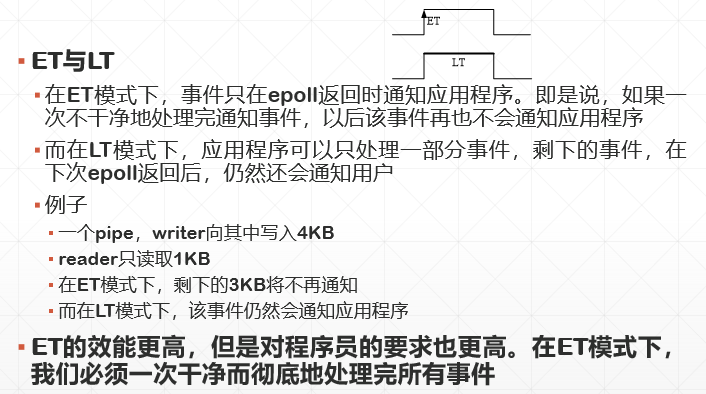 ET
LT
ET与LT
在ET模式下，事件只在epoll返回时通知应用程序。即是说，如果一
次不干净地处理完通知事件，以后该事件再也不会通知应用程序
而在LT模式下，应用程序可以只处理一部分事件，剩下的事件，在
下次epoll返回后，仍然还会通知用户
例子
一个pipe，writer向其中写入4KB
reader只读取1KB
在ET模式下，剩下的3KB将不再通知
而在LT模式下，该事件仍然会通知应用程序
ET的效能更高，但是对程序员的要求也更高。在ET模式下，
我们必须一次干净而彻底地处理完所有事件